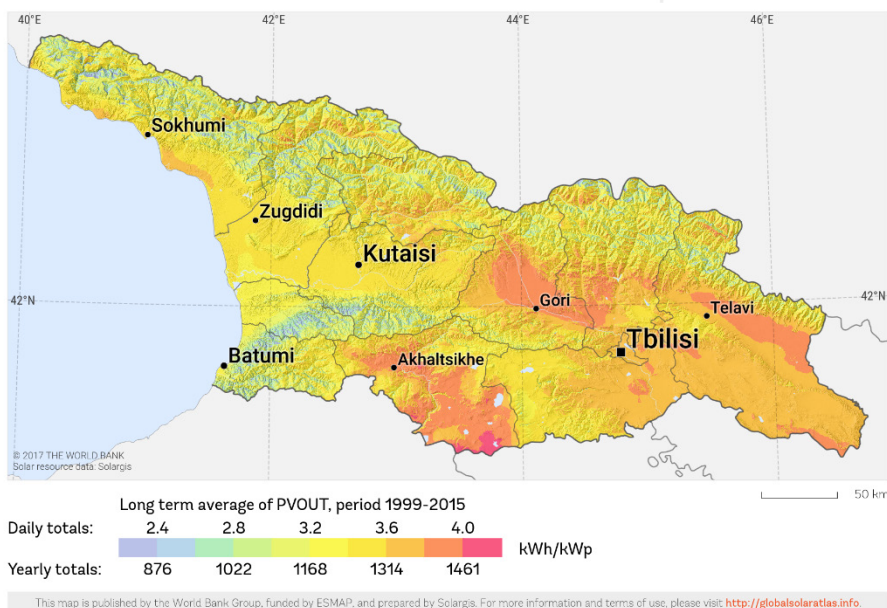 40°E 42°E 44°E 46°E
Sokhumi
Zugdidi
Kutaisi
42°N 42°N
Gori
Telavi
Tbilisi
Batumi
Akhaltsikhe
© 2017 THE WORLD BANK
Solar resource data: Solargis
50 km
Long term average of PVOUT, period 1999-2015
Daily totals: 2.4 2.8 3.2 3.6 4.0
kWh/kWp
Yearly totals: 876 1022 1168 1314 1461
This map is published by the World Bank Group, funded by ESMAP, and prepared by Solargis. For more information and terms of use, please visit http://globalsolaratlas.info.